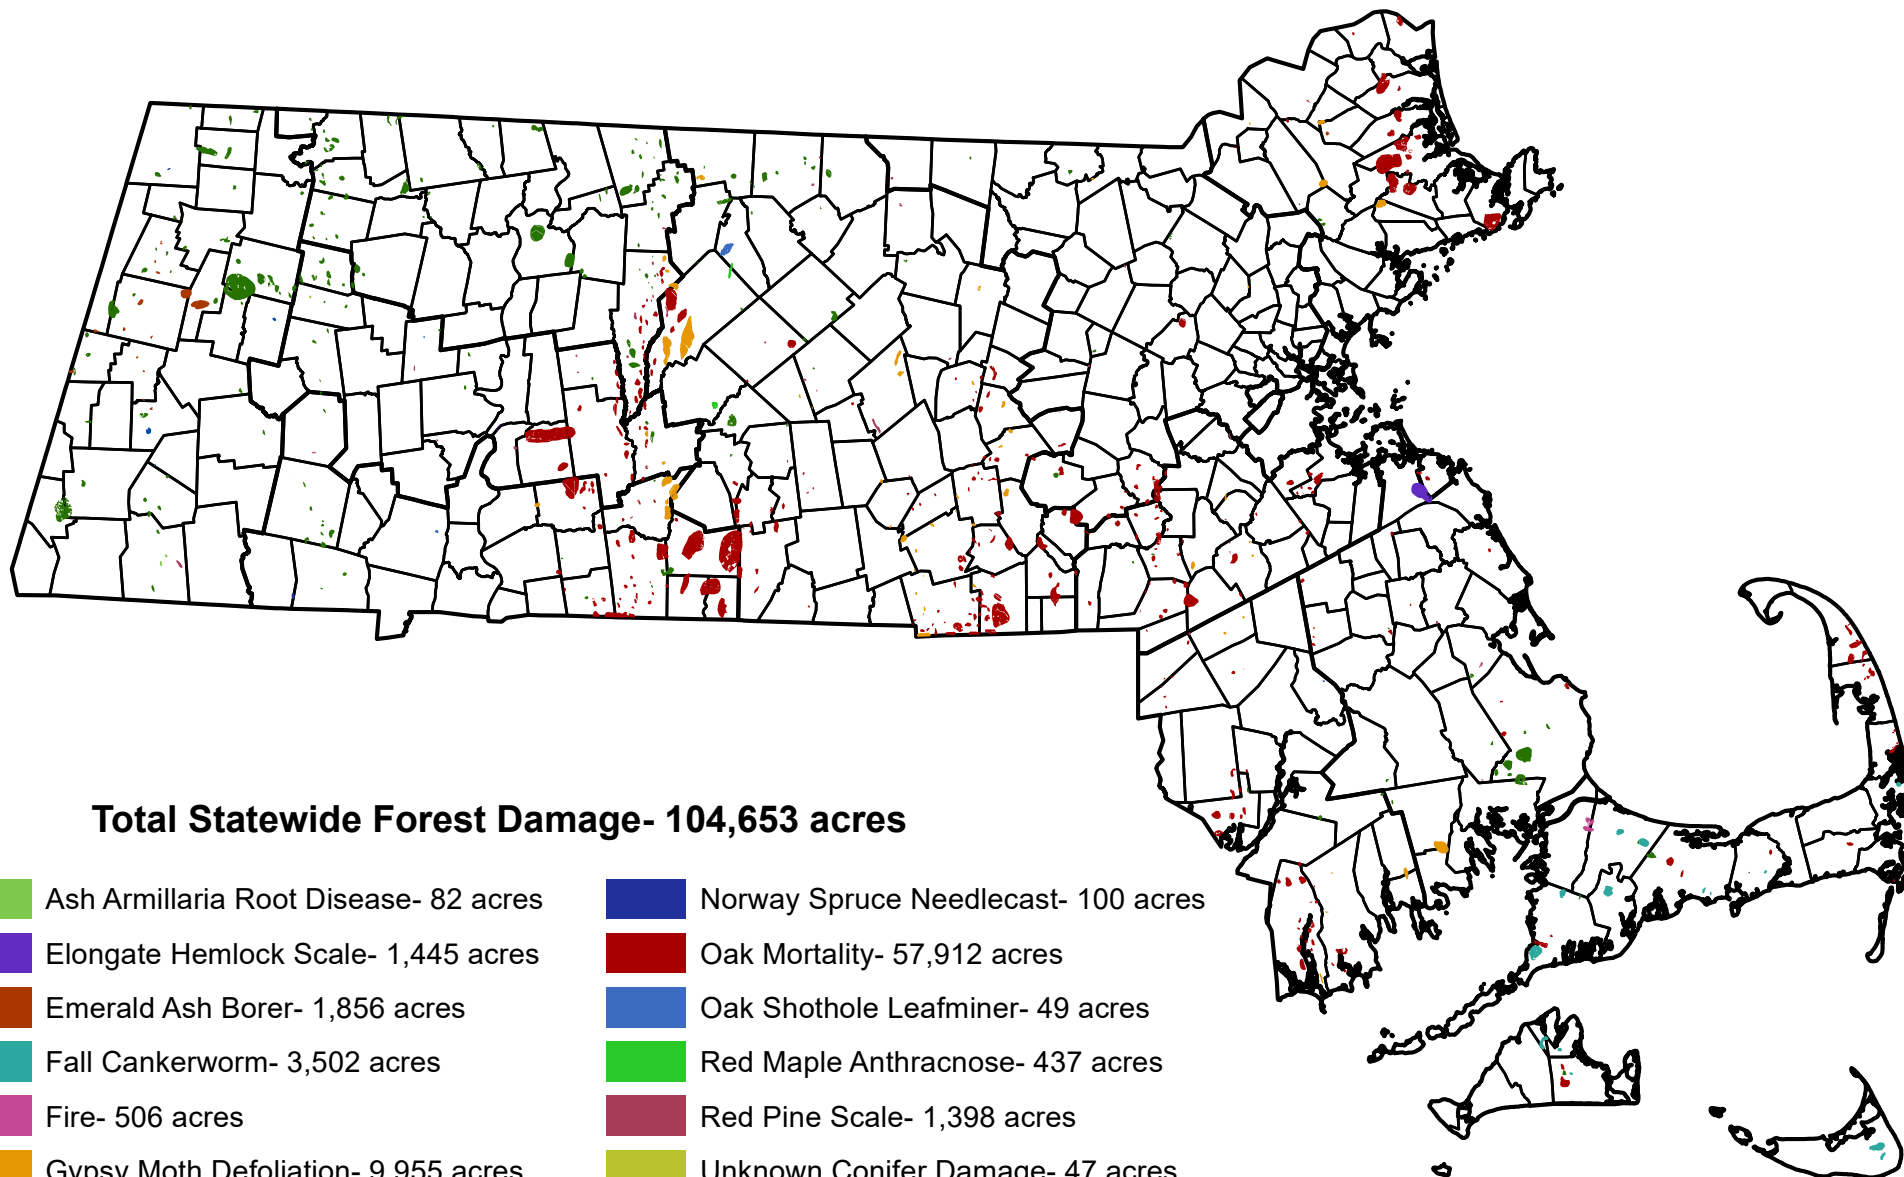 Total Statewide Forest Damage- 104,653 acres
Ash Armillaria Root Disease- 82 acres
Elongate Hemlock Scale- 1,445 acres
Emerald Ash Borer- 1,856 acres
Fall Cankerworm- 3,502 acres
Fire- 506 acres
Gypsy Moth Defoliation- 9,955 acres
Norway Spruce Needlecast- 100 acres
Oak Mortality- 57,912 acres
Oak Shothole Leafminer- 49 acres
Red Maple Anthracnose- 437 acres
Red Pine Scale- 1,398 acres
Unknown Conifer Damage- 47 acres